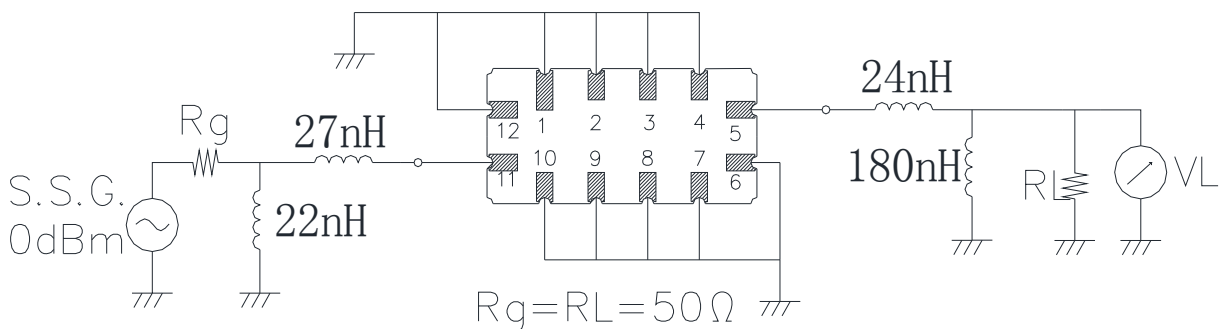 24nH
Rg
27nH
12 1 2 3 4 5
180nH
RL
VL
11 10 9 8 7 6
S.S.G.
0dBm
22nH
Rg=RL=50Ω